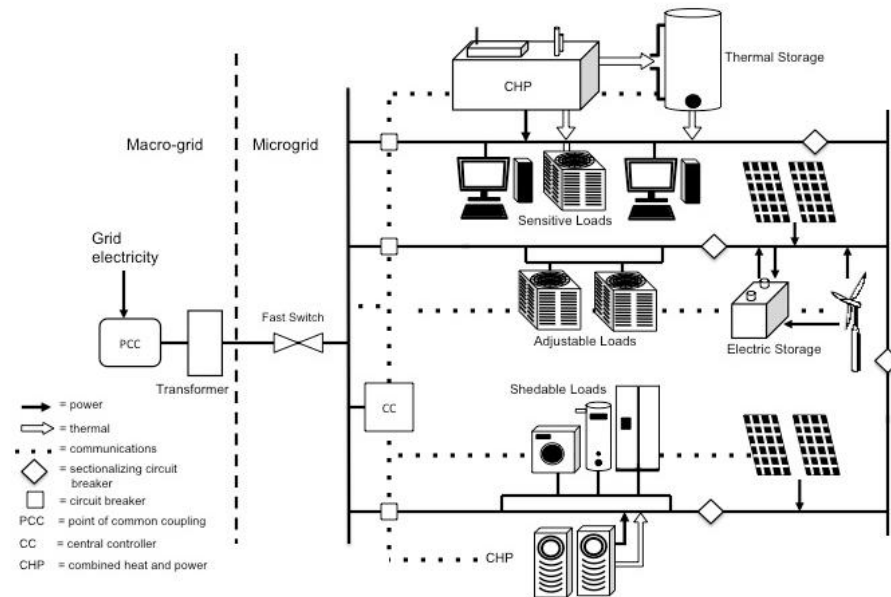 CHP
Thermal Storage
Macro-grid
Microgrid
Sensitive Loads
Grid
electricity
Fast Switch
PCC
Transformer
Adjustable Loads
Electric Storage
CC
Shedable Loads
CHP
= power
= thermal
= communications
= sectionalizing circuit
breaker
= circuit breaker
PCC = point of common coupling
CC = central controller
CHP = combined heat and power